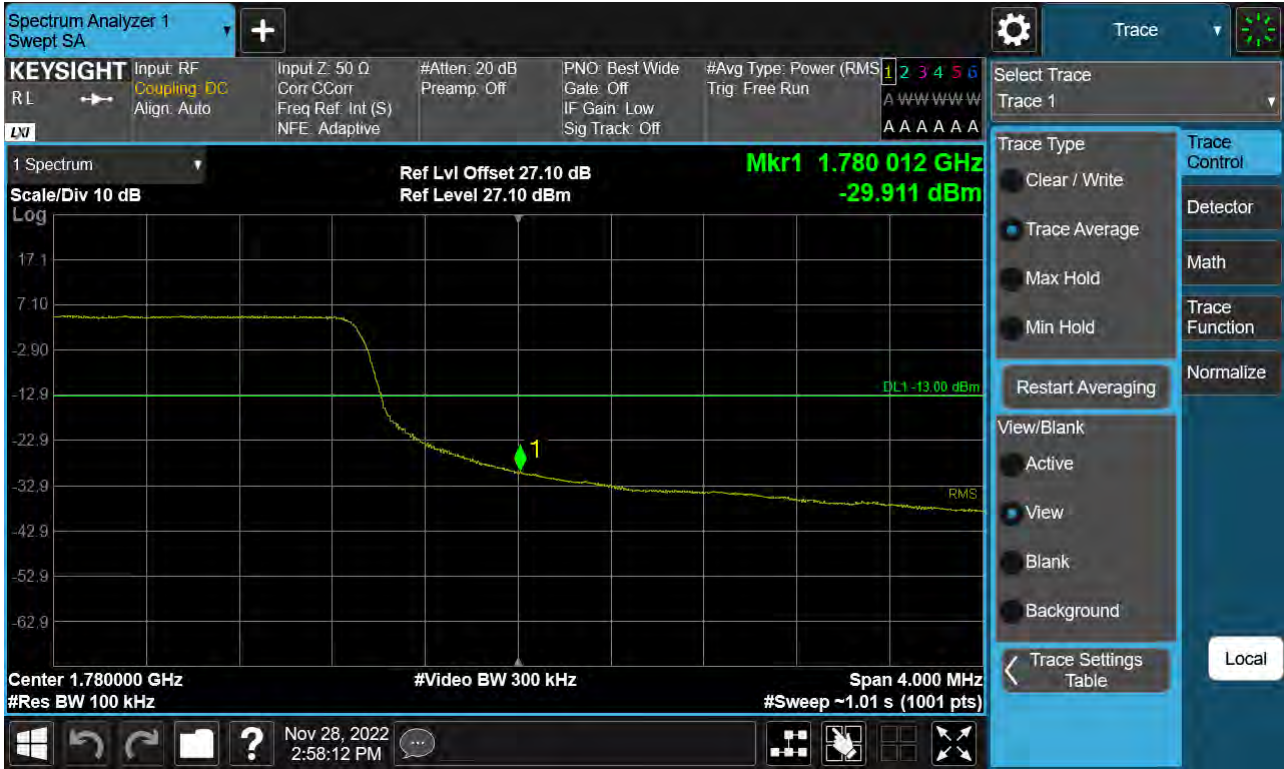 Spectrum Analyzer 1
Swept SA
+
Trace
KEYSIGHT
R L
LXI
Input: RF
Coupling: DC
Align: Auto
Input Z: 50 Ω
Corr CCorr
Freq Ref: Int (S)
NFE: Adaptive
#Atten: 20 dB
Preamp: Off
PNO: Best Wide
Gate: Off
IF Gain: Low
Sig Track: Off
#Avg Type: Power (RMS
Trig: Free Run
1 2 3 4 5 6
A W W W W W
A A A A A A
Select Trace
Trace 1
1 Spectrum
Scale/Div 10 dB
Log
Ref Lvl Offset 27.10 dB
Ref Level 27.10 dBm
Mkr1 1.780 012 GHz
-29.911 dBm
17.1
7.10
-2.90
-12.9
-22.9
-32.9
-42.9
-52.9
-62.9
DL1 -13.00 dBm
1
RMS
Center 1.780000 GHz
#Res BW 100 kHz
#Video BW 300 kHz
Span 4.000 MHz
#Sweep ~1.01 s (1001 pts)
Trace Type
Clear / Write
Trace Average
Max Hold
Min Hold
Restart Averaging
View/Blank
Active
View
Blank
Background
Trace Settings
Table
Trace
Control
Detector
Math
Trace
Function
Normalize
Local
?
Nov 28, 2022
2:58:12 PM